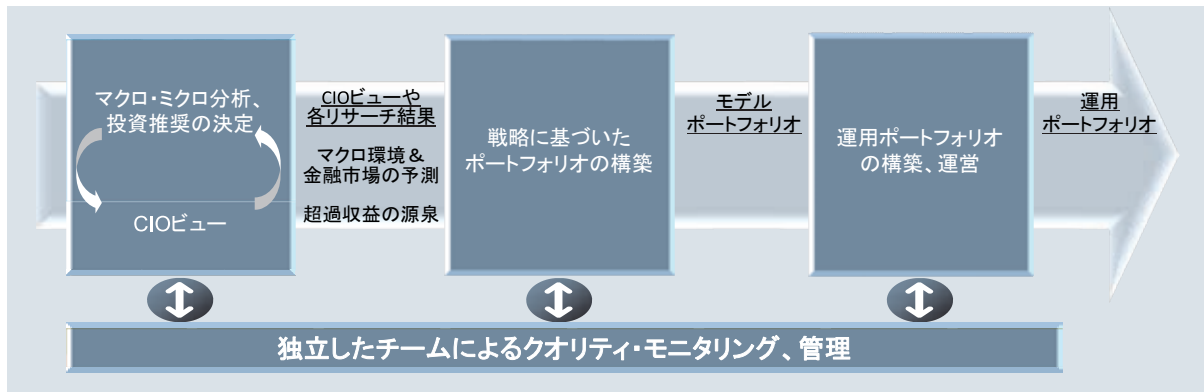 マクロ・ミクロ分析、
投資推奨の決定
CIOビュー
CIOビューや
各リサーチ結果
マクロ環境＆
金融市場の予測
超過収益の源泉
戦略に基づいた
ポートフォリオの構築
モデル
ポートフォリオ
運用ポートフォリオ
の構築、運営
運用
ポートフォリオ
独立したチームによるクオリティ・モニタリング、管理